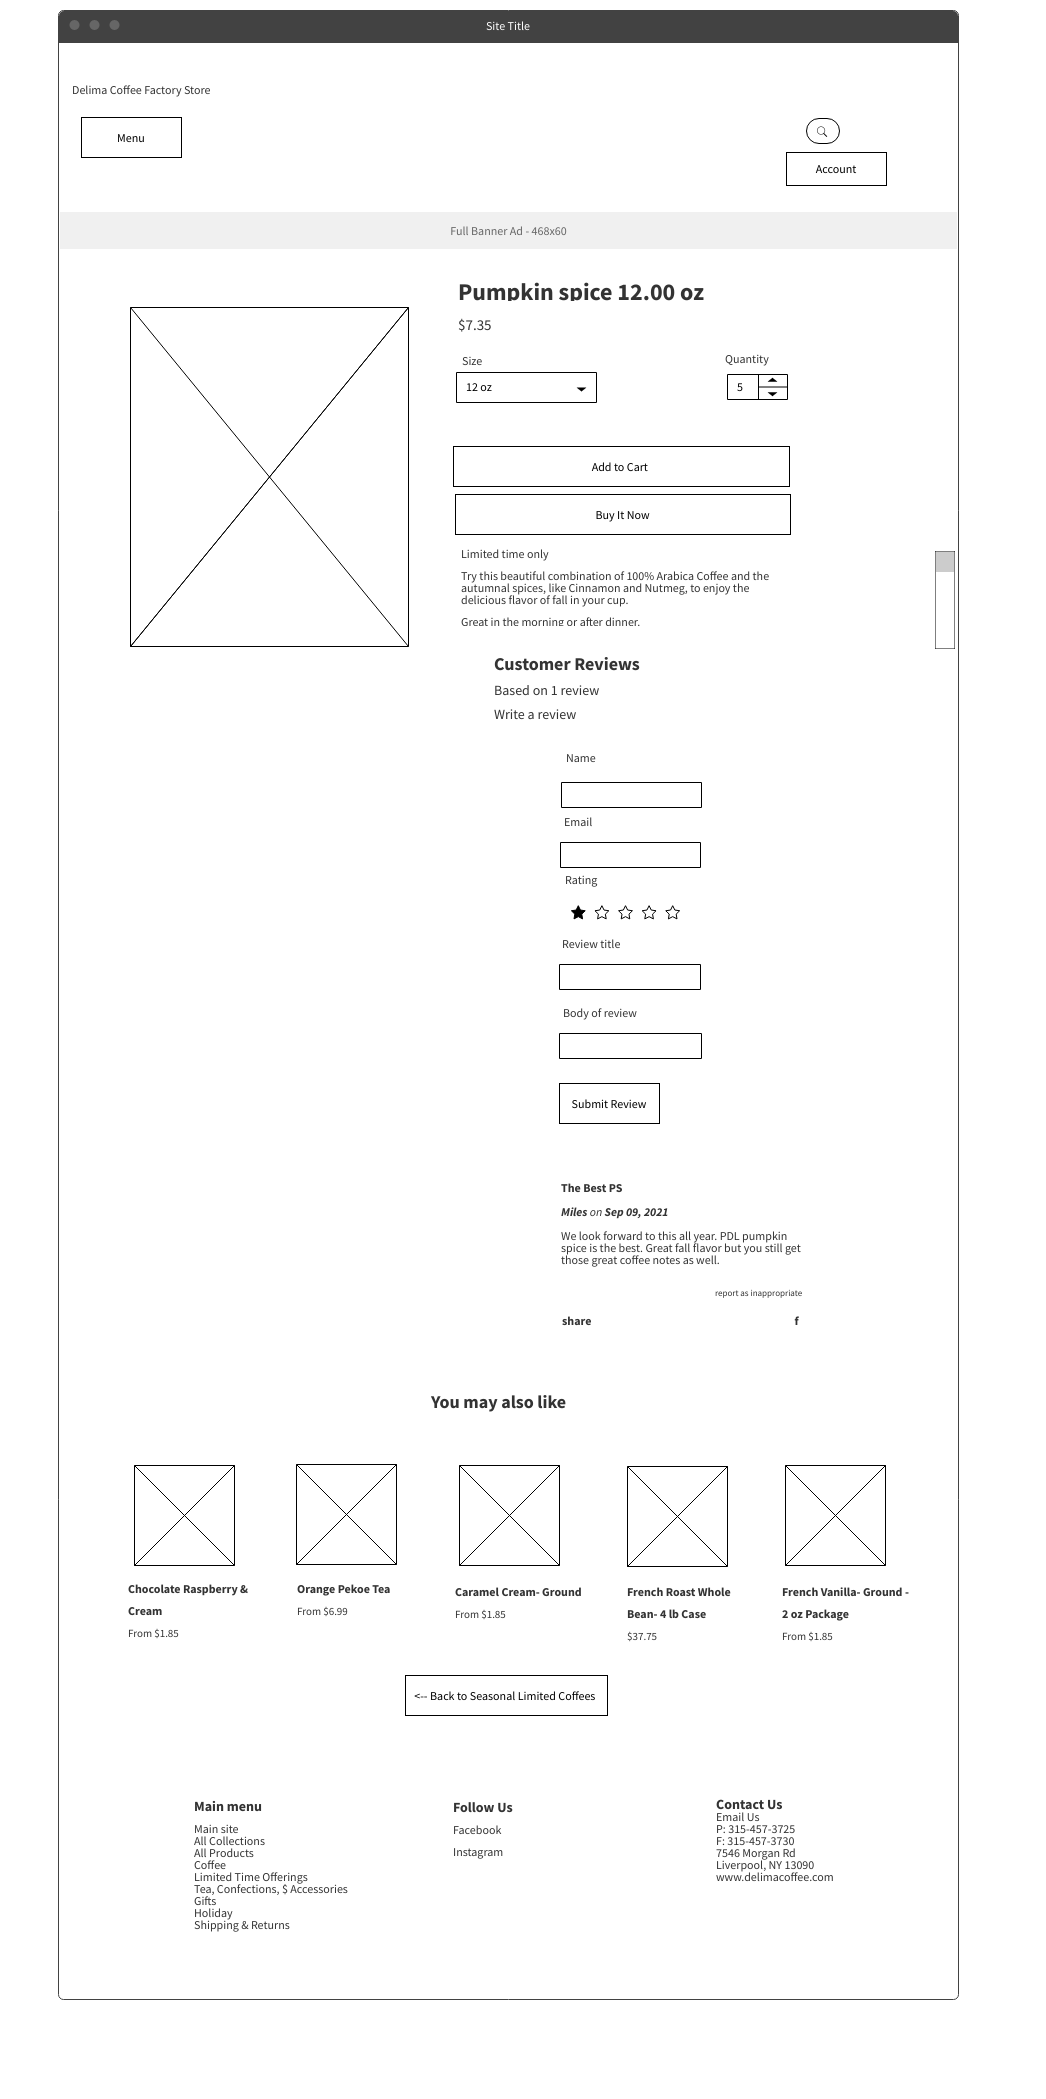 Site Title
Delima Coffee Factory Store
Menu
Account
Full Banner Ad - 468x60
Pumpkin spice 12.00 oz
$7.35
Size
Quantity
12 oz
5
Add to Cart
Buy It Now
Limited time only
Try this beautiful combination of 100% Arabica Coffee and the
autumnal spices, like Cinnamon and Nutmeg, to enjoy the
delicious flavor of fall in your cup.
Great in the morning or after dinner.
Customer Reviews
Based on 1 review
Write a review
Name
Email
Rating
Review title
Body of review
Submit Review
The Best PS
Miles on Sep 09, 2021
We look forward to this all year. PDL pumpkin
spice is the best. Great fall flavor but you still get
those great coffee notes as well.
report as inappropriate
share
f
You may also like
Chocolate Raspberry &
Cream
From $1.85
Orange Pekoe Tea
From $6.99
Caramel Cream- Ground
From $1.85
French Roast Whole
Bean- 4 lb Case
$37.75
French Vanilla- Ground -
2 oz Package
From $1.85
<-- Back to Seasonal Limited Coffees
Main menu
Main site
All Collections
All Products
Coffee
Limited Time Offerings
Tea, Confections, $ Accessories
Gifts
Holiday
Shipping & Returns
Follow Us
Facebook
Instagram
Contact Us
Email Us
P: 315-457-3725
F: 315-457-3730
7546 Morgan Rd
Liverpool, NY 13090
www.delimacoffee.com